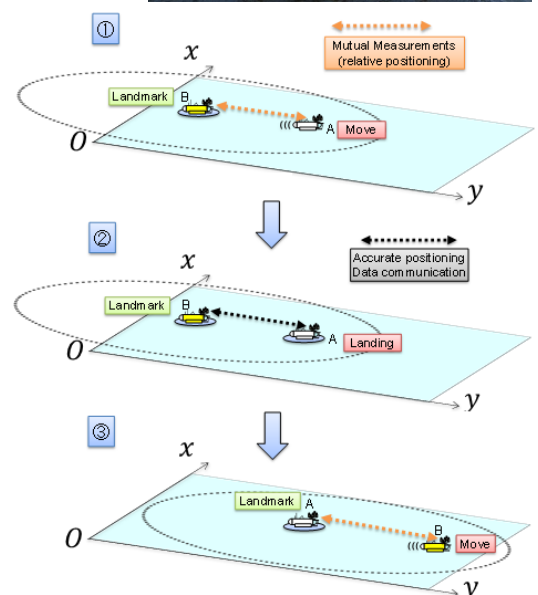 ①
Mutual Measurements
(relative positioning)
x
Landmark
B
A
Move
O
y
②
Accurate positioning
Data communication
x
Landmark
B
A
Landing
O
y
③
x
Landmark
A
B
Move
O
y